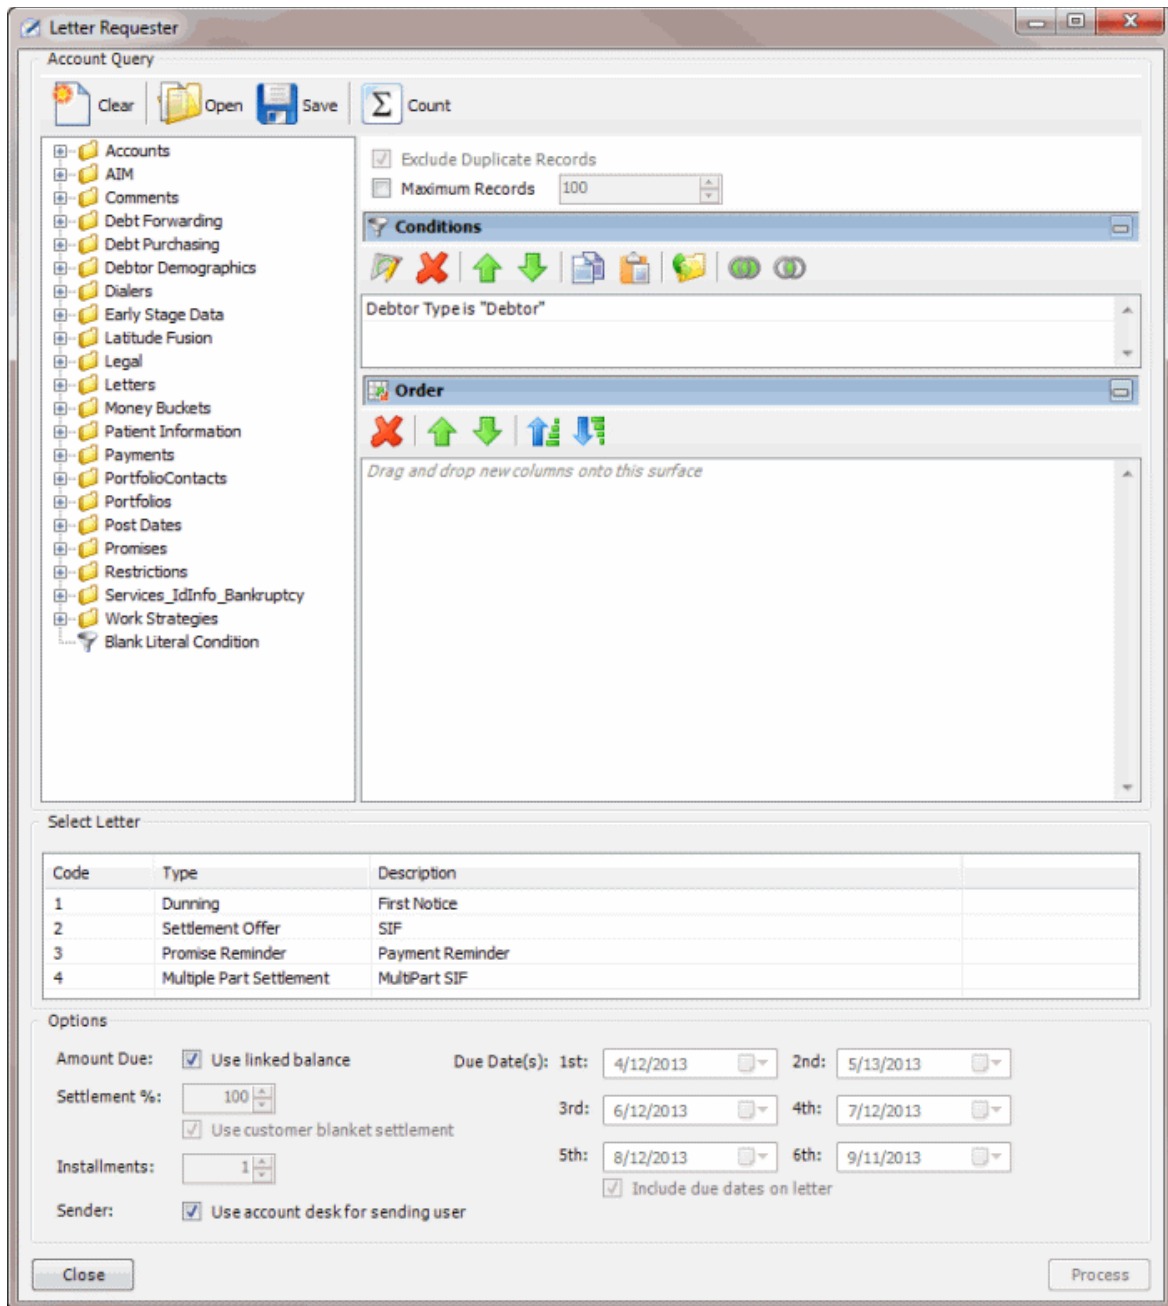 Letter Requester
Account Query
Clear Open Save Σ Count
Accounts
AIM
Comments
Debt Forwarding
Debt Purchasing
Debtor Demographics
Dialers
Early Stage Data
Latitude Fusion
Legal
Letters
Money Buckets
Patient Information
Payments
PortfolioContacts
Portfolios
Post Dates
Promises
Restrictions
Services_IdInfo_Bankruptcy
Work Strategies
Blank Literal Condition
Exclude Duplicate Records
Maximum Records 100
Conditions
Debtor Type is "Debtor"
Order
Drag and drop new columns onto this surface
Select Letter
Code Type Description
1 Dunning First Notice
2 Settlement Offer SIF
3 Promise Reminder Payment Reminder
4 Multiple Part Settlement MultiPart SIF
Options
Amount Due: Use linked balance Due Date(s): 1st: 4/12/2013 2nd: 5/13/2013
Settlement %: 100 3rd: 6/12/2013 4th: 7/12/2013
Use customer blanket settlement
Installments: 1 5th: 8/12/2013 6th: 9/11/2013
Include due dates on letter
Sender: Use account desk for sending user
Close Process